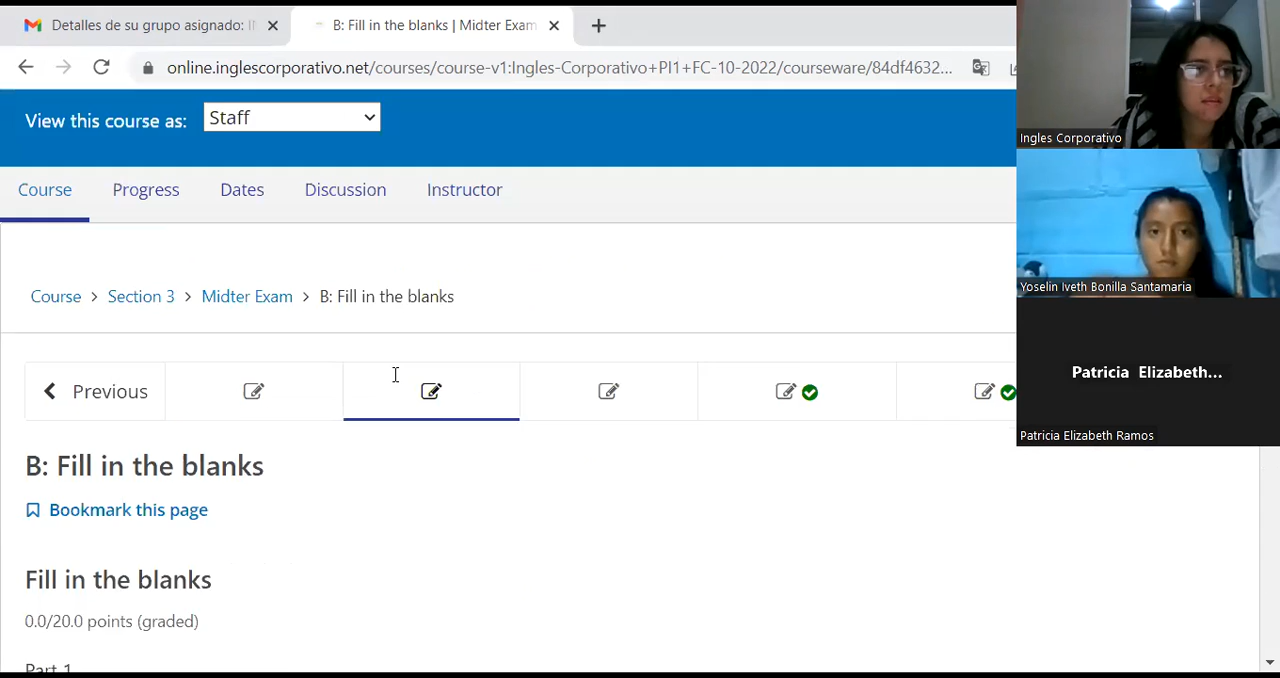 Detalles de su grupo asignado: II
B: Fill in the blanks | Midter Exam
online.inglescorporativo.net/courses/course-v1:Ingles-Corporativo+PI1+FC-10-2022/courseware/84df4632...
View this course as:
Staff
Course
Progress
Dates
Discussion
Instructor
Course > Section 3 > Midter Exam > B: Fill in the blanks
Previous
B: Fill in the blanks
Bookmark this page
Fill in the blanks
0.0/20.0 points (graded)
Part 1
Ingles Corporativo
Yoselin Iveth Bonilla Santamaria
Patricia Elizabeth...
Patricia Elizabeth Ramos